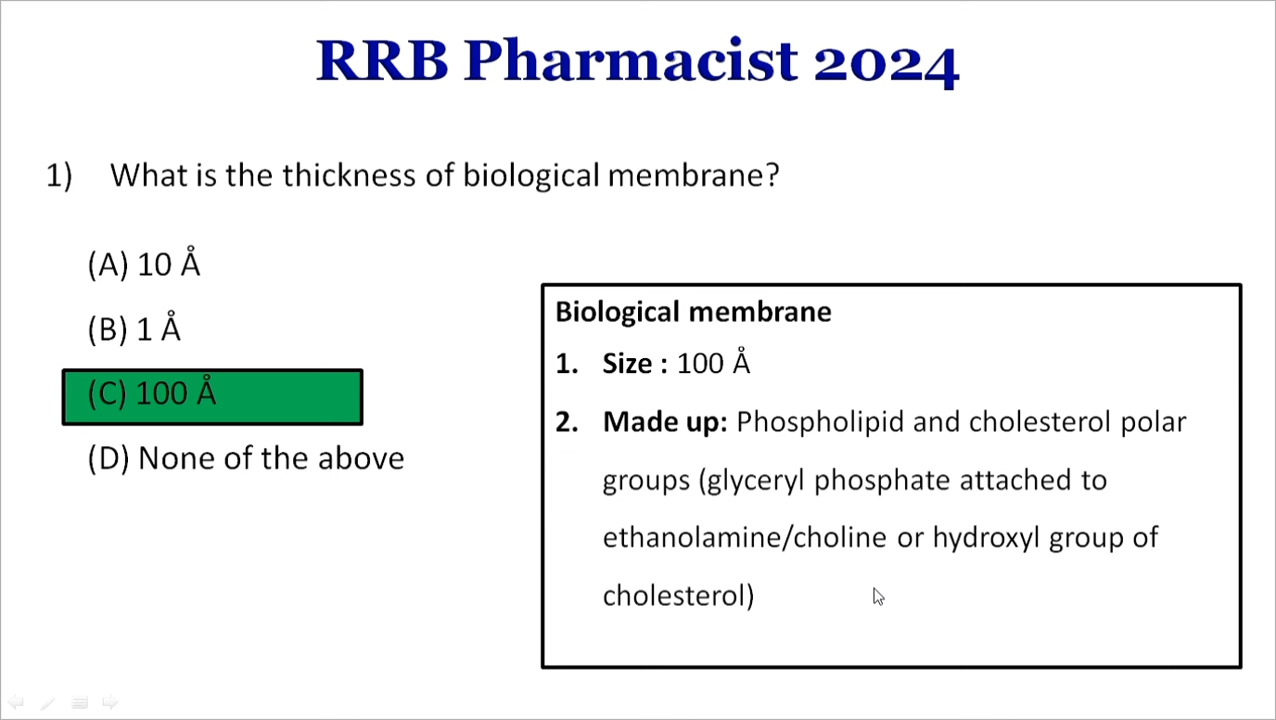 RRB Pharmacist 2024
1) What is the thickness of biological membrane?
(A) 10 Å
(B) 1 Å
(C) 100 Å
(D) None of the above
Biological membrane
1. Size : 100 Å
2. Made up: Phospholipid and cholesterol polar
groups (glyceryl phosphate attached to
ethanolamine/choline or hydroxyl group of
cholesterol)